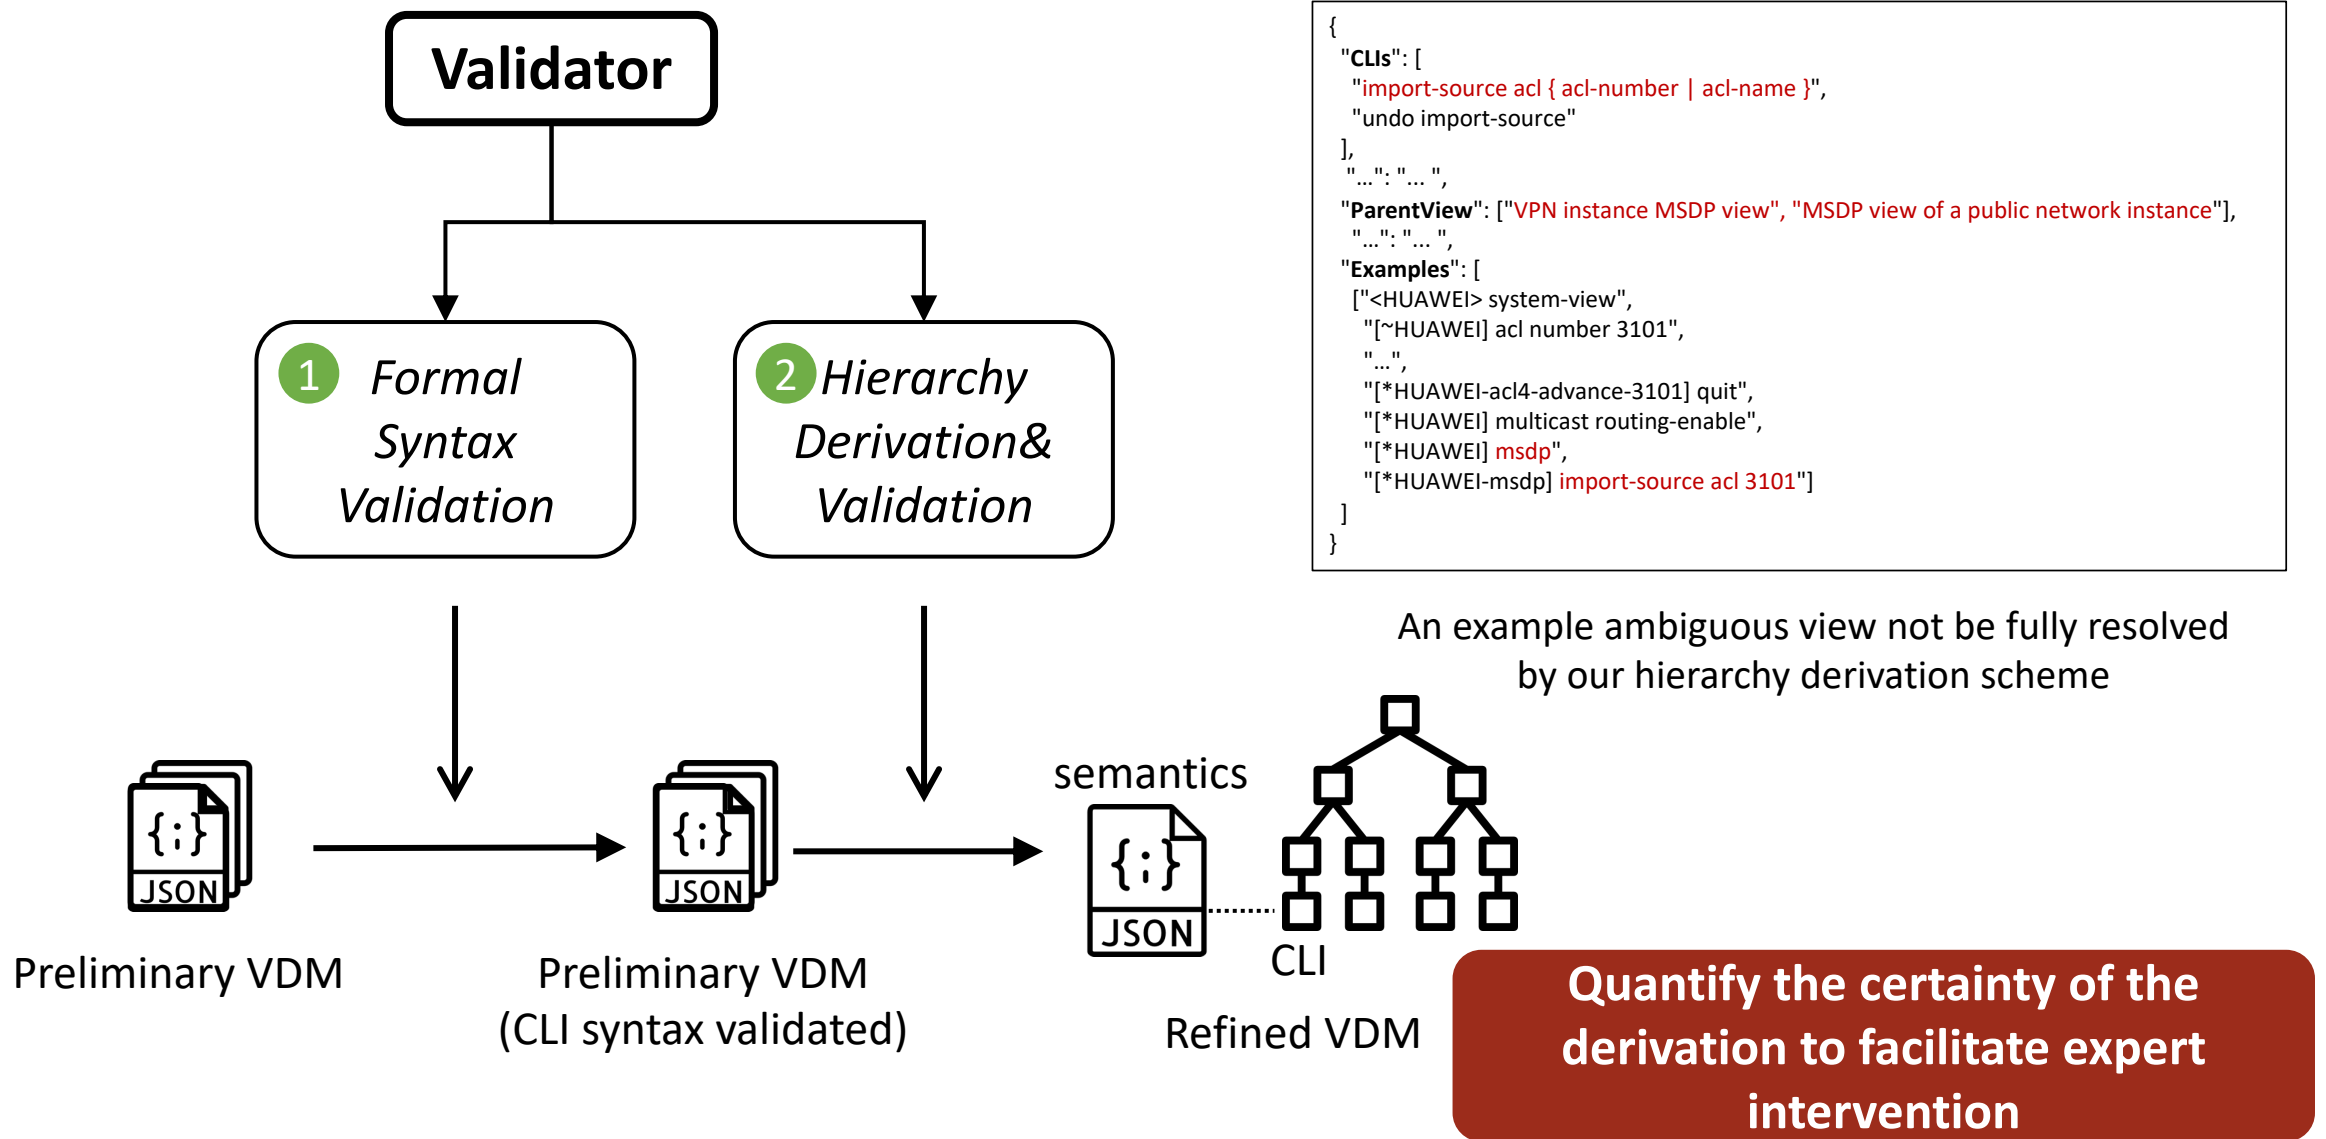 Validator
1 Formal
Syntax
Validation
2 Hierarchy
Derivation&
Validation
{;}
JSON
Preliminary VDM
{;}
JSON
Preliminary VDM
(CLI syntax validated)
semantics
{;}
JSON
CLI
Refined VDM
{
"CLIs": [
"import-source acl { acl-number | acl-name }",
"undo import-source"
],
"...": "... ",
"ParentView": ["VPN instance MSDP view", "MSDP view of a public network instance"],
"...": "... ",
"Examples": [
["<HUAWEI> system-view",
"[~HUAWEI] acl number 3101",
"...",
"[*HUAWEI-acl4-advance-3101] quit",
"[*HUAWEI] multicast routing-enable",
"[*HUAWEI] msdp",
"[*HUAWEI-msdp] import-source acl 3101"]
]
}
An example ambiguous view not be fully resolved
by our hierarchy derivation scheme
Quantify the certainty of the
derivation to facilitate expert
intervention